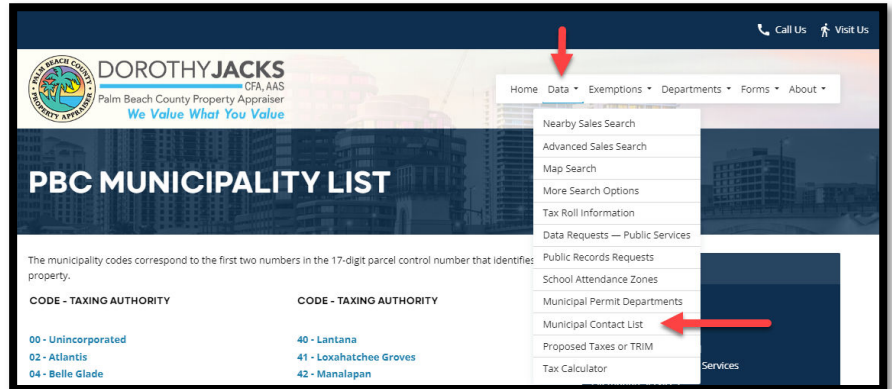 Call Us Visit Us
PALM BEACH COUNTY
PROPERTY APPRAISER
DOROTHYJACKS
CFA, AAS
Palm Beach County Property Appraiser
We Value What You Value
Home Data Exemptions Departments Forms About
Nearby Sales Search
Advanced Sales Search
Map Search
More Search Options
Tax Roll Information
Data Requests — Public Services
Public Records Requests
School Attendance Zones
Municipal Permit Departments
Municipal Contact List
Proposed Taxes or TRIM
Tax Calculator
PBC MUNICIPALITY LIST
The municipality codes correspond to the first two numbers in the 17-digit parcel control number that identifies
property.
CODE - TAXING AUTHORITY
00 - Unincorporated
02 - Atlantis
04 - Belle Glade
CODE - TAXING AUTHORITY
40 - Lantana
41 - Loxahatchee Groves
42 - Manalapan
Services